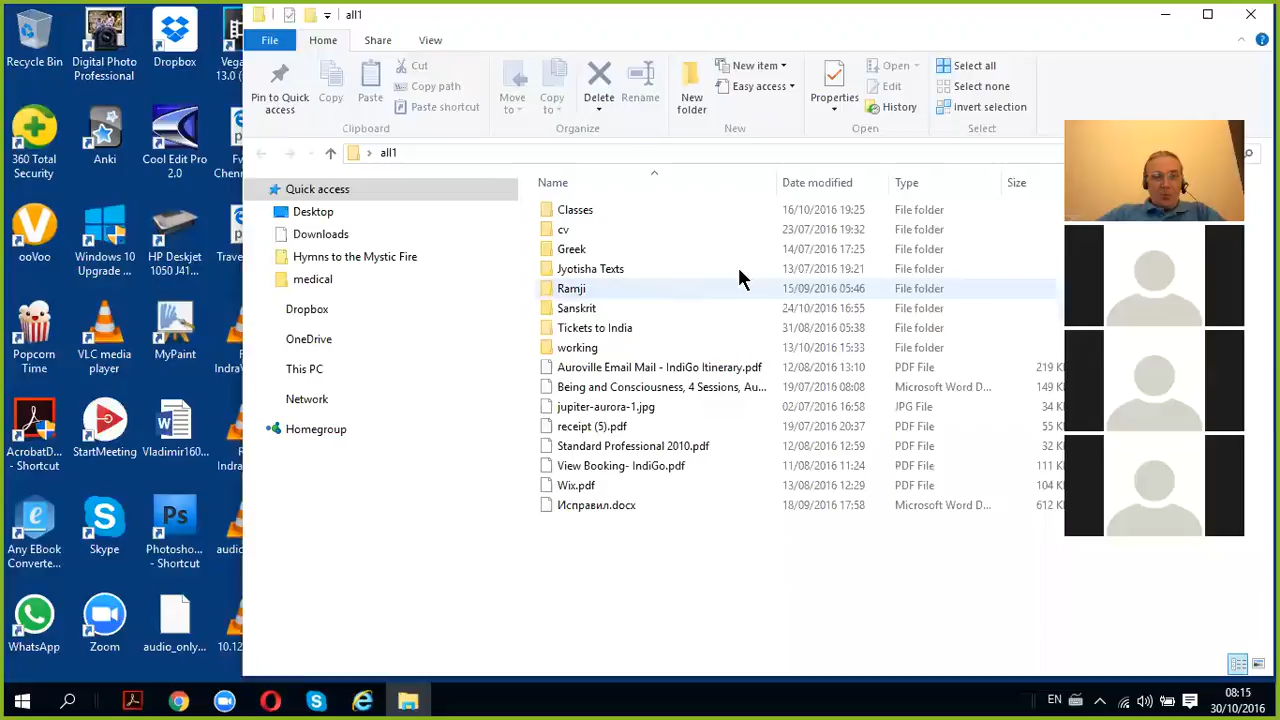 all1
File
Home
Share
View
Pin to Quick
access
Copy
Paste
Cut
Copy path
Paste shortcut
Clipboard
Move
to
Copy
to
Delete
Rename
Organize
New
folder
New item
Easy access
New
Properties
Open
Edit
History
Open
Select all
Select none
Invert selection
Select
all1
Quick access
Desktop
Downloads
Hymns to the Mystic Fire
medical
Dropbox
OneDrive
This PC
Network
Homegroup
Name Date modified Type Size
Classes 16/10/2016 19:25 File folder
cv 23/07/2016 19:32 File folder
Greek 14/07/2016 17:25 File folder
Jyotisha Texts 13/07/2016 19:21 File folder
Ramji 15/09/2016 05:46 File folder
Sanskrit 24/10/2016 16:55 File folder
Tickets to India 31/08/2016 05:38 File folder
working 13/10/2016 15:33 File folder
Auroville Email Mail - IndiGo Itinerary.pdf 12/08/2016 13:10 PDF File 219 K
Being and Consciousness, 4 Sessions, Au... 19/07/2016 08:08 Microsoft Word D... 149 K
jupiter-aurora-1.jpg 02/07/2016 16:58 JPG File 34 K
receipt (5).pdf 19/07/2016 20:37 PDF File 55 K
Standard Professional 2010.pdf 12/08/2016 12:59 PDF File 32 K
View Booking- IndiGo.pdf 11/08/2016 11:24 PDF File 111 K
Wix.pdf 13/08/2016 12:29 PDF File 104 K
Исправил.docx 18/09/2016 17:58 Microsoft Word D... 612 K
Recycle Bin
Digital Photo
Professional
Dropbox
Vega
13.0 (
360 Total
Security
Anki
Cool Edit Pro
2.0
Fv
Chenn
ooVoo
Windows 10
Upgrade ...
HP Deskjet
1050 J41...
Trave
Popcorn
Time
VLC media
player
MyPaint
R
IndraV
AcrobatD...
- Shortcut
StartMeeting
Vladimir160...
R
Indra
Any EBook
Converte...
Skype
Ps
Photosho...
- Shortcut
audio
WhatsApp
Zoom
audio_only...
10.12
EN
08:15
30/10/2016